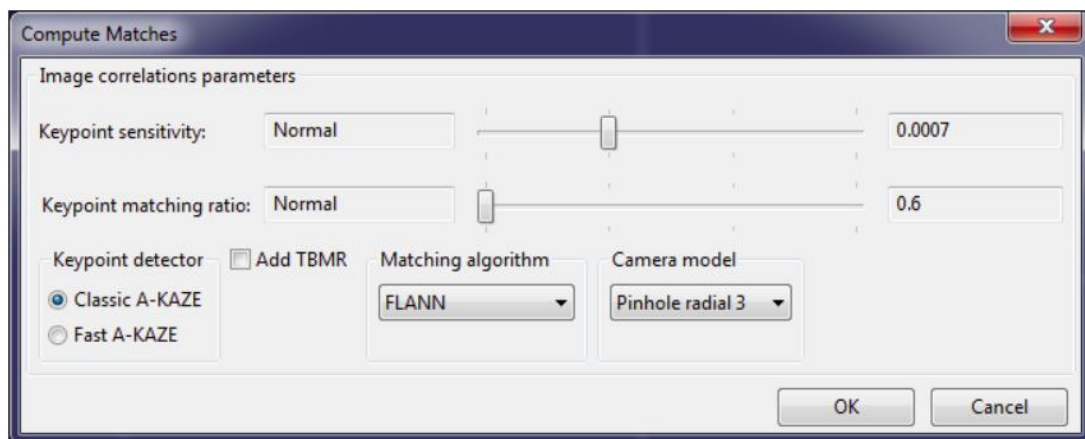 Compute Matches
Image correlations parameters
Keypoint sensitivity: Normal 0.0007
Keypoint matching ratio: Normal 0.6
Keypoint detector Add TBMR Matching algorithm Camera model
Classic A-KAZE FLANN Pinhole radial 3
Fast A-KAZE
OK Cancel